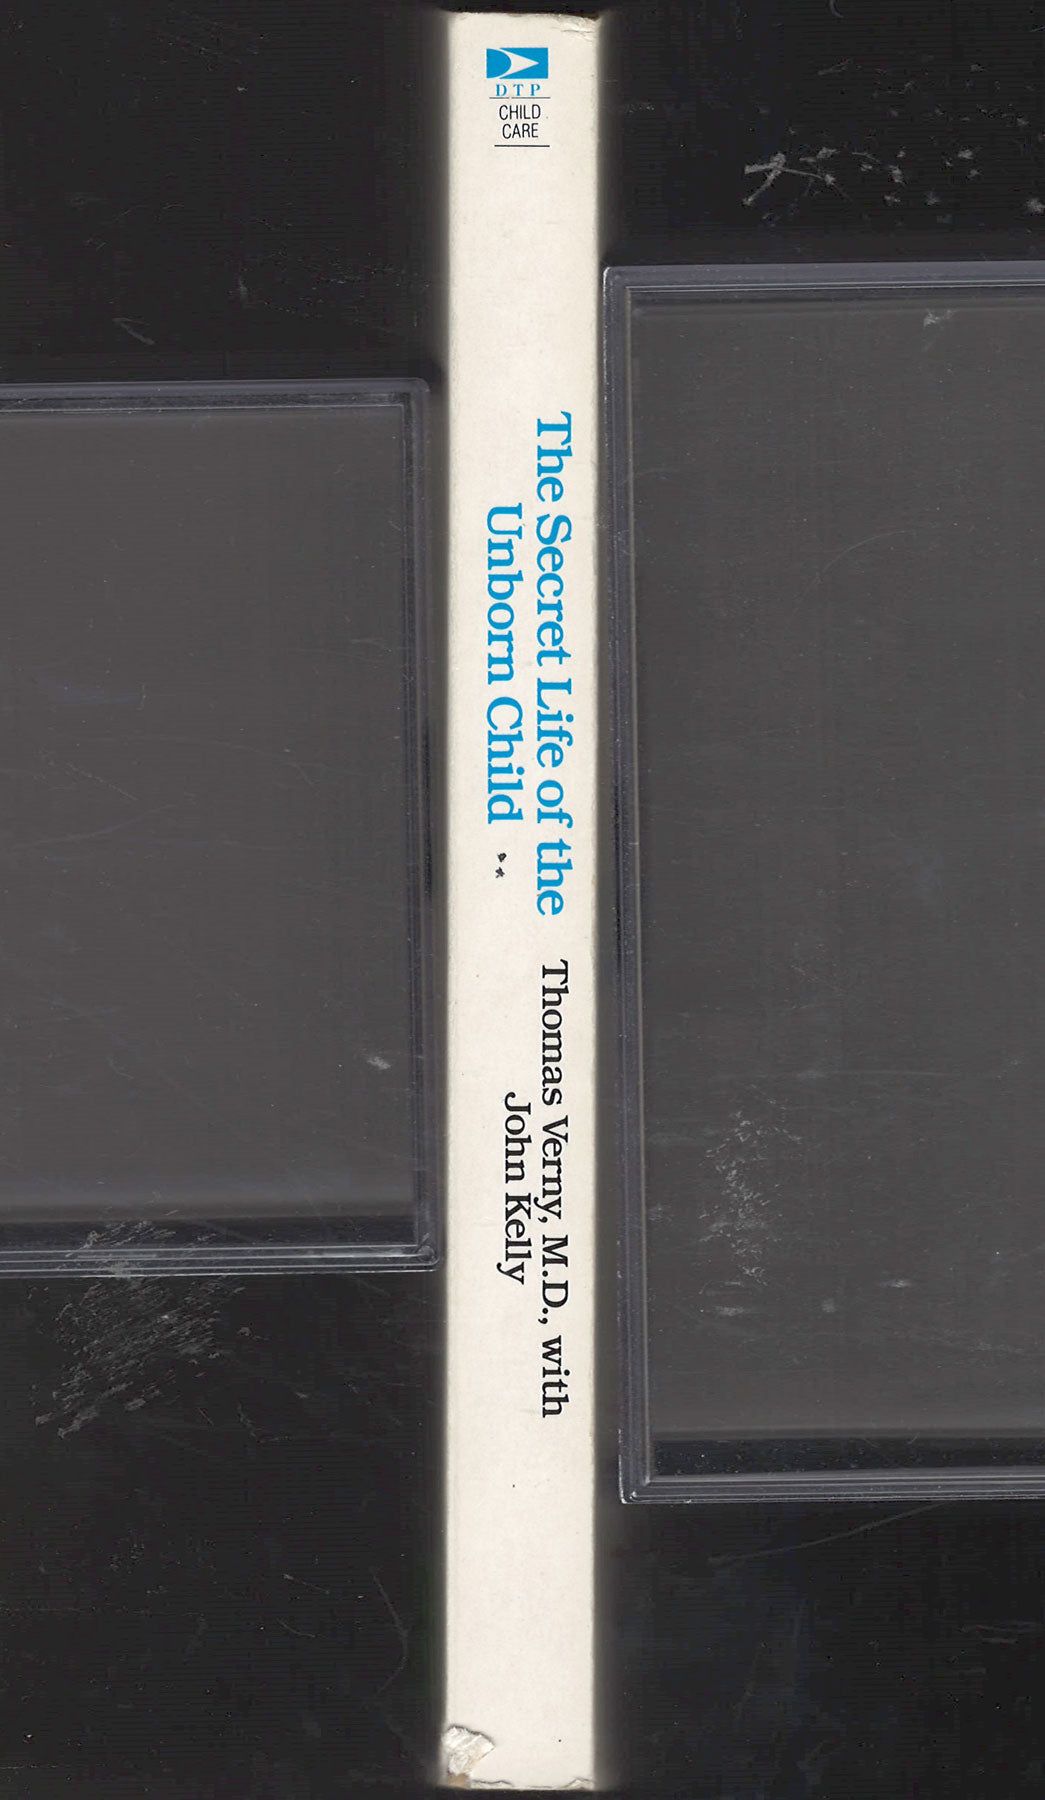 DTP
CHILD
CARE
The Secret Life of the
Unborn Child
Thomas Verny, M.D., with
John Kelly